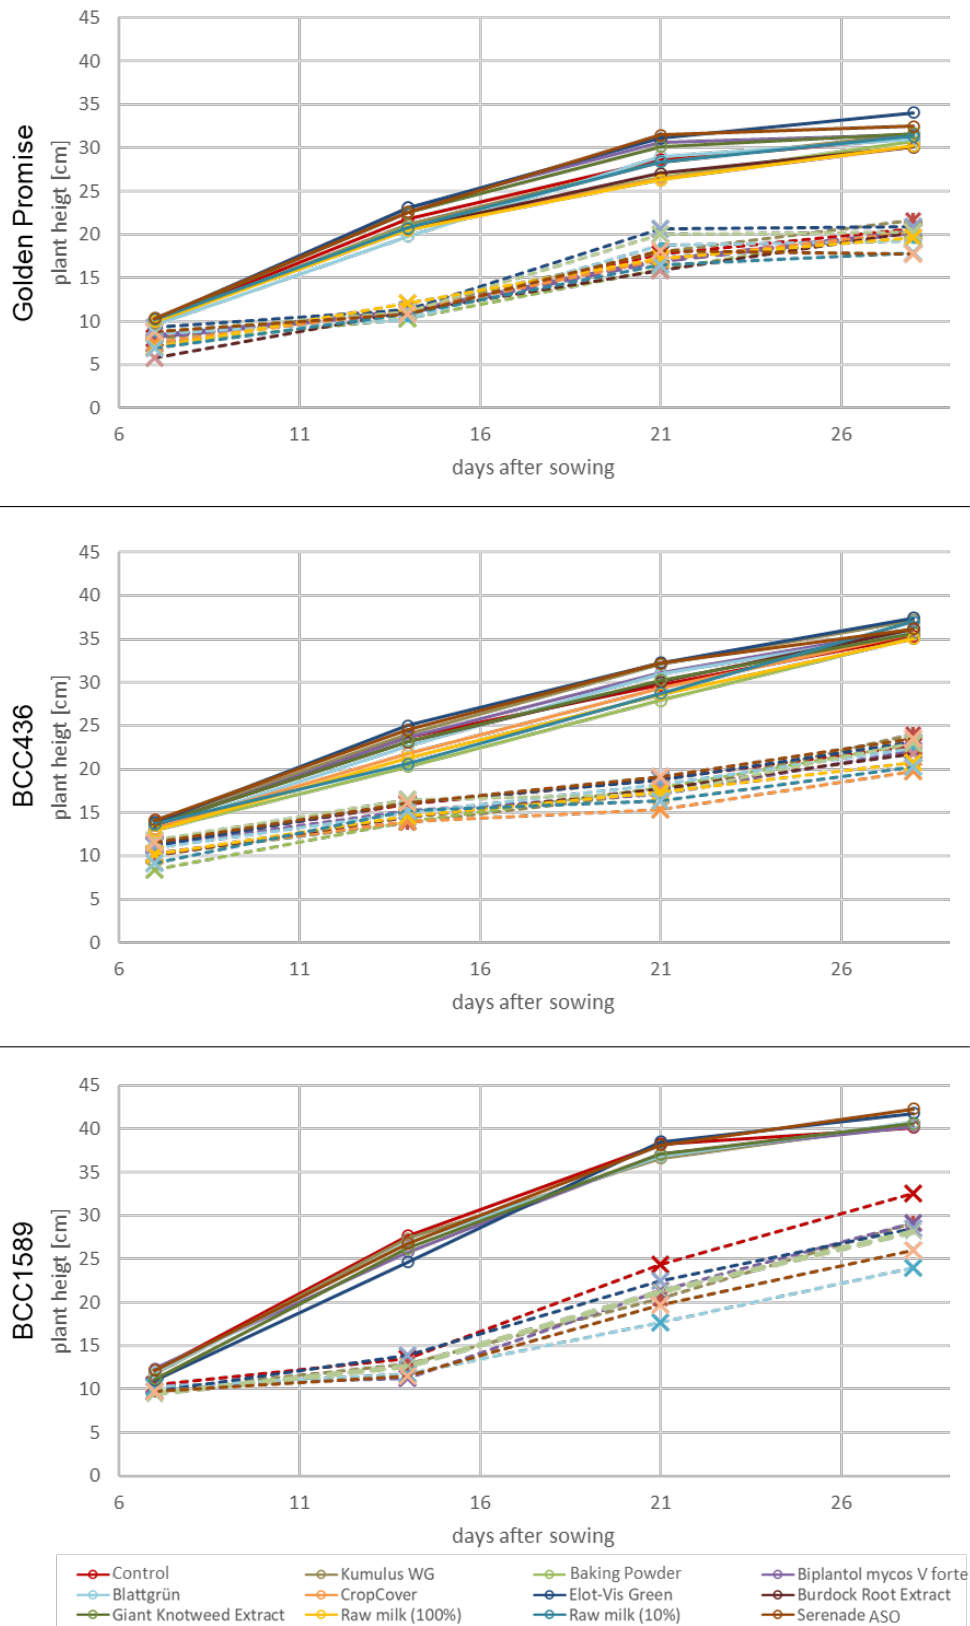 45
40
35
30
25
20
15
10
5
0
6 11 16 21 26
days after sowing
plant heigt [cm]
Golden Promise
45
40
35
30
25
20
15
10
5
0
6 11 16 21 26
days after sowing
plant heigt [cm]
BCC436
45
40
35
30
25
20
15
10
5
0
6 11 16 21 26
days after sowing
plant heigt [cm]
BCC1589
Control Kumulus WG Baking Powder Biplantol mycos V forte
Blattgrün CropCover Elot-Vis Green Burdock Root Extract
Giant Knotweed Extract Raw milk (100%) Raw milk (10%) Serenade ASO